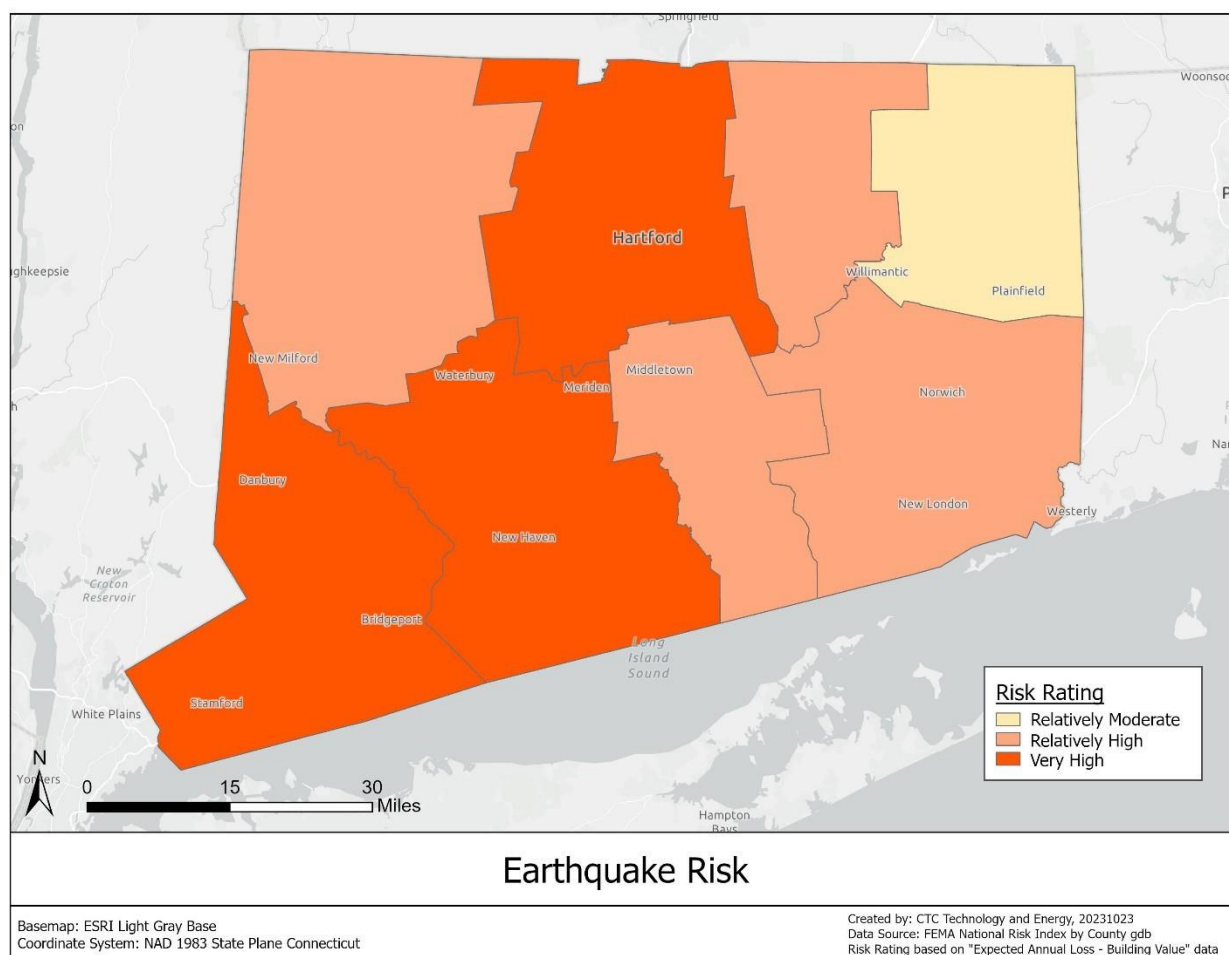 Springfield
Woonsoc
Hartford
ughkeepsie
Willimantic
Plainfield
New Milford
Waterbury
Meriden
Middletown
Norwich
Danbury
New London
Westerly
New Haven
New
Croton
Reservoir
Bridgeport
Long
Island
Sound
Stamford
White Plains
Yonkers
N
0 15 30
Miles
Hampton
Bays
Risk Rating
Relatively Moderate
Relatively High
Very High
Earthquake Risk
Basemap: ESRI Light Gray Base
Coordinate System: NAD 1983 State Plane Connecticut
Created by: CTC Technology and Energy, 20231023
Data Source: FEMA National Risk Index by County gdb
Risk Rating based on "Expected Annual Loss - Building Value" data